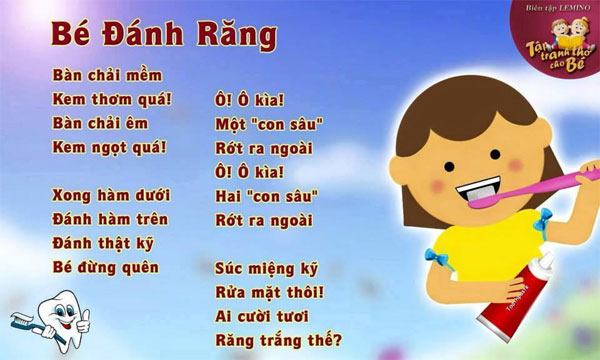 Bé Đánh Răng
Biên tập LEMINO
Tập
tranh thơ
cho Bé
Bàn chải mềm
Kem thơm quá!
Bàn chải êm
Kem ngọt quá!
Xong hàm dưới
Đánh hàm trên
Đánh thật kỹ
Bé đừng quên
Ô! Ô kìa!
Một "con sâu"
Rớt ra ngoài
Ô! Ô kìa!
Hai "con sâu"
Rớt ra ngoài
Súc miệng kỹ
Rửa mặt thôi!
Ai cười tươi
Răng trắng thế?